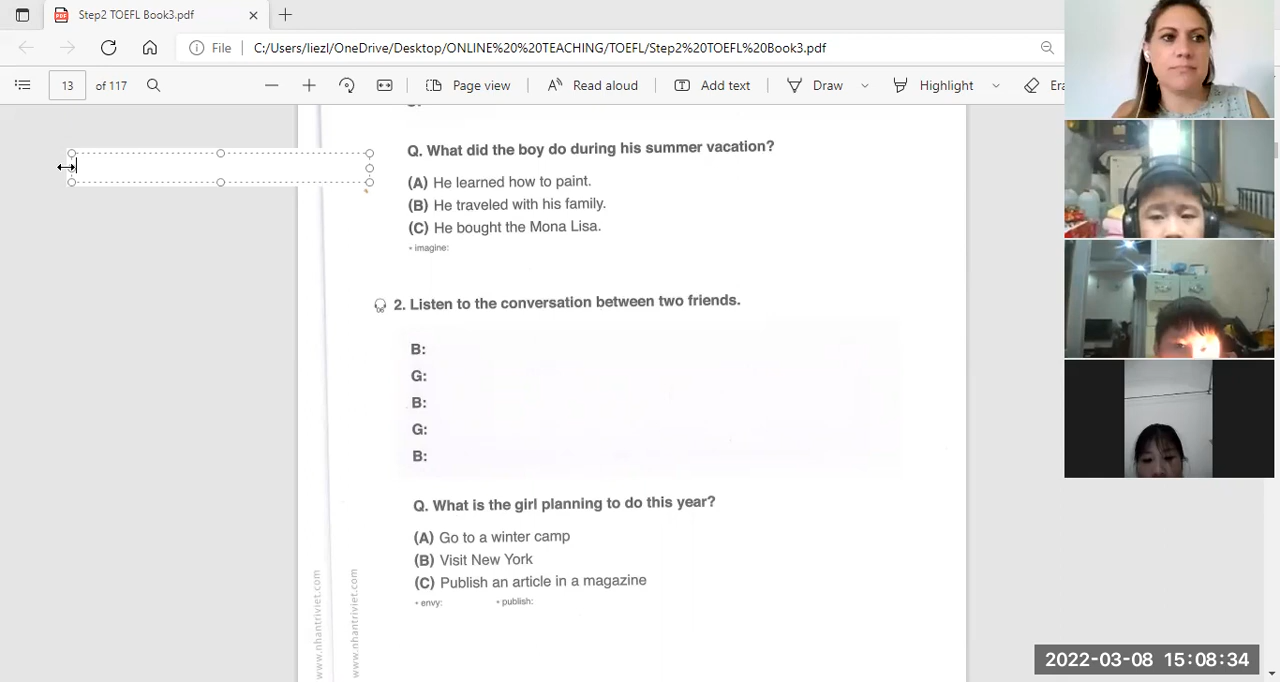 Step2 TOEFL Book3.pdf
File
C:/Users/liezl/OneDrive/Desktop/ONLINE%20%20TEACHING/TOEFL/Step2%20TOEFL%20Book3.pdf
13 of 117
Page view
Read aloud
Add text
Draw
Highlight
Era
Q. What did the boy do during his summer vacation?
(A) He learned how to paint.
(B) He traveled with his family.
(C) He bought the Mona Lisa.
• imagine:
2. Listen to the conversation between two friends.
B:
G:
B:
G:
B:
Q. What is the girl planning to do this year?
(A) Go to a winter camp
(B) Visit New York
(C) Publish an article in a magazine
• envy: • publish:
www.nhantriviet.com
www.nhantriviet.com
2022-03-08 15:08:34